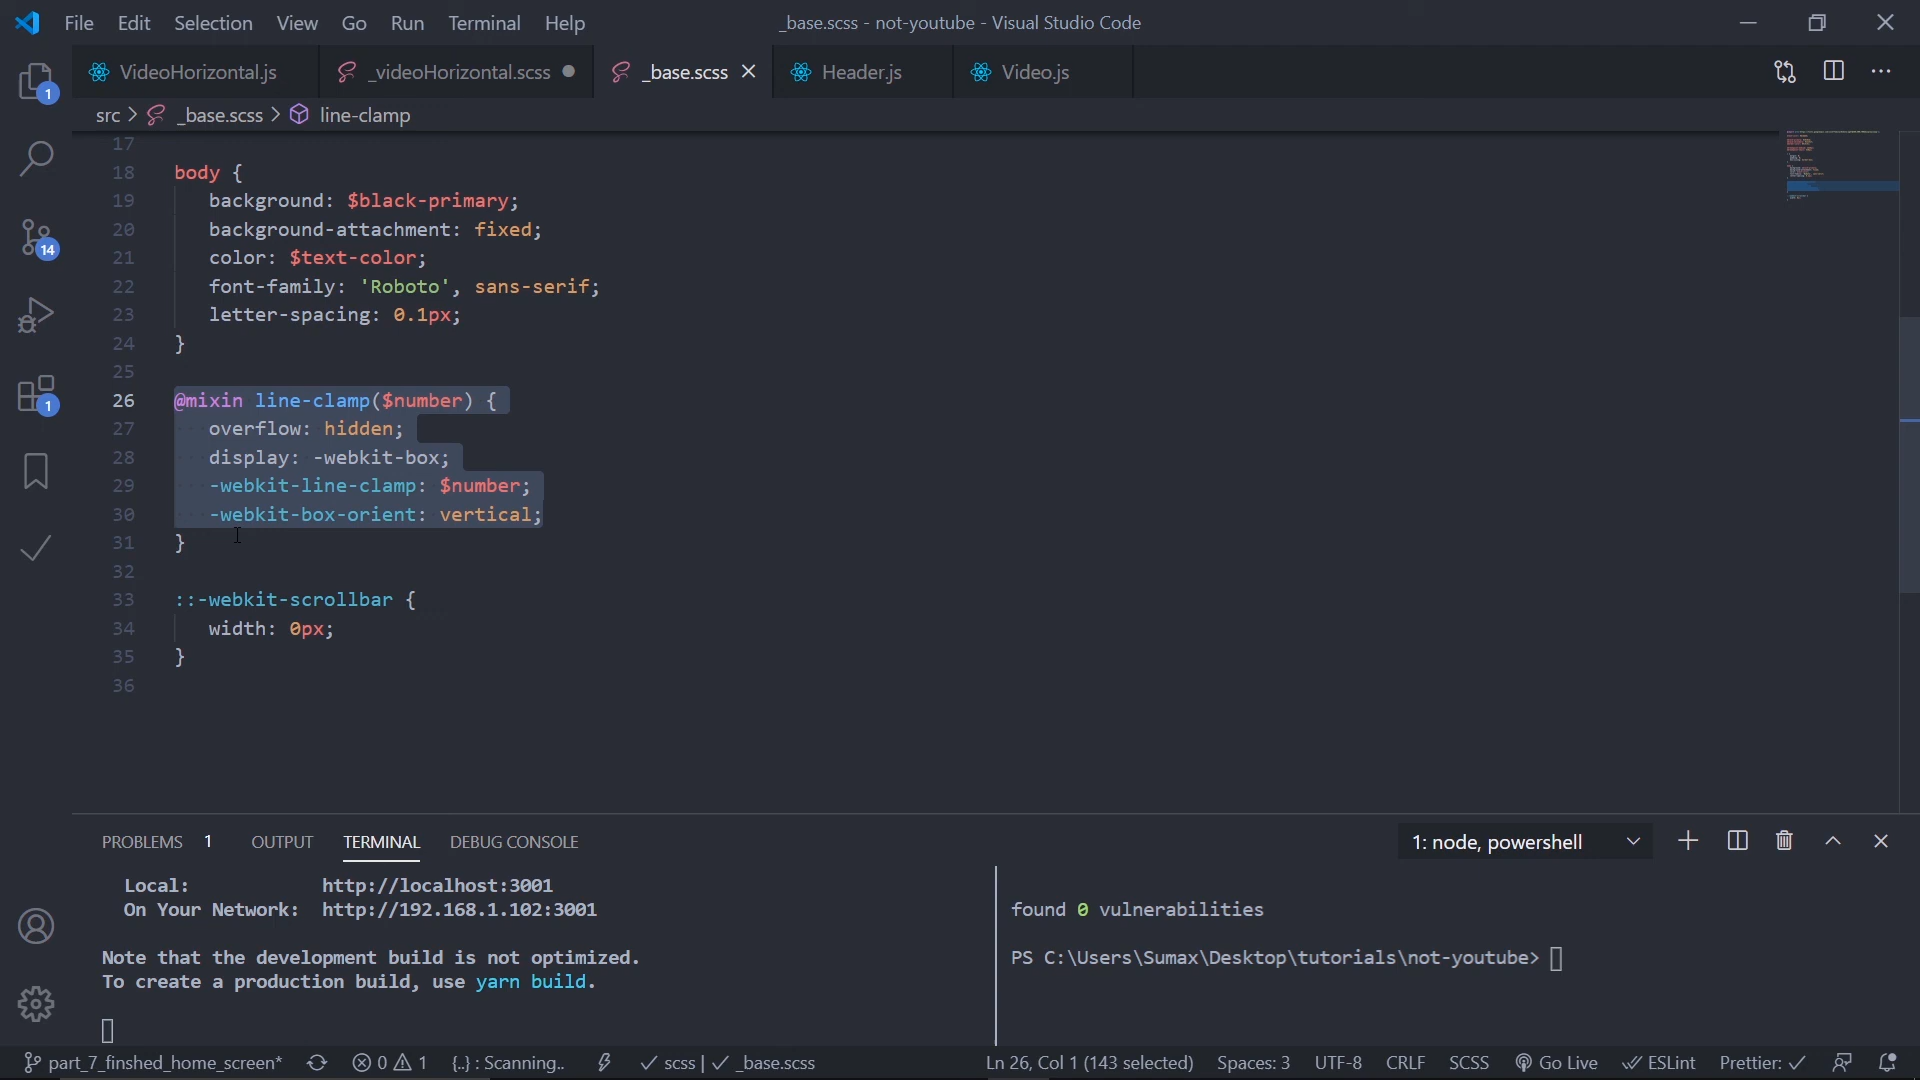 File Edit Selection View Go Run Terminal Help _base.scss - not-youtube - Visual Studio Code
VideoHorizontal.js _videoHorizontal.scss _base.scss Header.js Video.js
src > _base.scss > line-clamp
17
18 body {
19 background: $black-primary;
20 background-attachment: fixed;
21 color: $text-color;
22 font-family: 'Roboto', sans-serif;
23 letter-spacing: 0.1px;
24 }
25
26 @mixin line-clamp($number) {
27 overflow: hidden;
28 display: -webkit-box;
29 -webkit-line-clamp: $number;
30 -webkit-box-orient: vertical;
31 }
32
33 ::-webkit-scrollbar {
34 width: 0px;
35 }
36
1
14
1
PROBLEMS 1 OUTPUT TERMINAL DEBUG CONSOLE 1: node, powershell
Local: http://localhost:3001
On Your Network: http://192.168.1.102:3001
Note that the development build is not optimized.
To create a production build, use yarn build.
found 0 vulnerabilities
PS C:\Users\Sumax\Desktop\tutorials\not-youtube>
part_7_finshed_home_screen* 0 1 {..} : Scanning.. scss | _base.scss Ln 26, Col 1 (143 selected) Spaces: 3 UTF-8 CRLF SCSS Go Live ESLint Prettier: